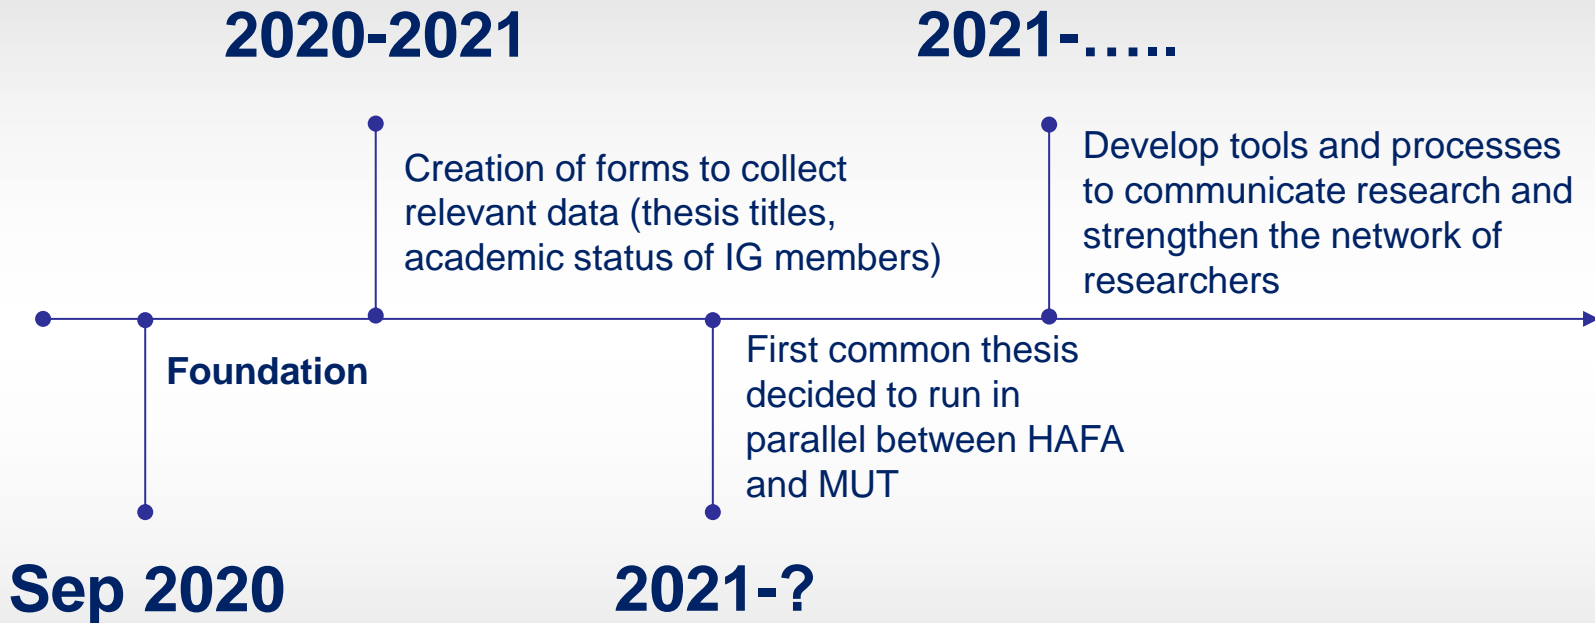 2020-2021
2021-…..
Creation of forms to collect
relevant data (thesis titles,
academic status of IG members)
Develop tools and processes
to communicate research and
strengthen the network of
researchers
Foundation
First common thesis
decided to run in
parallel between HAFA
and MUT
Sep 2020
2021-?